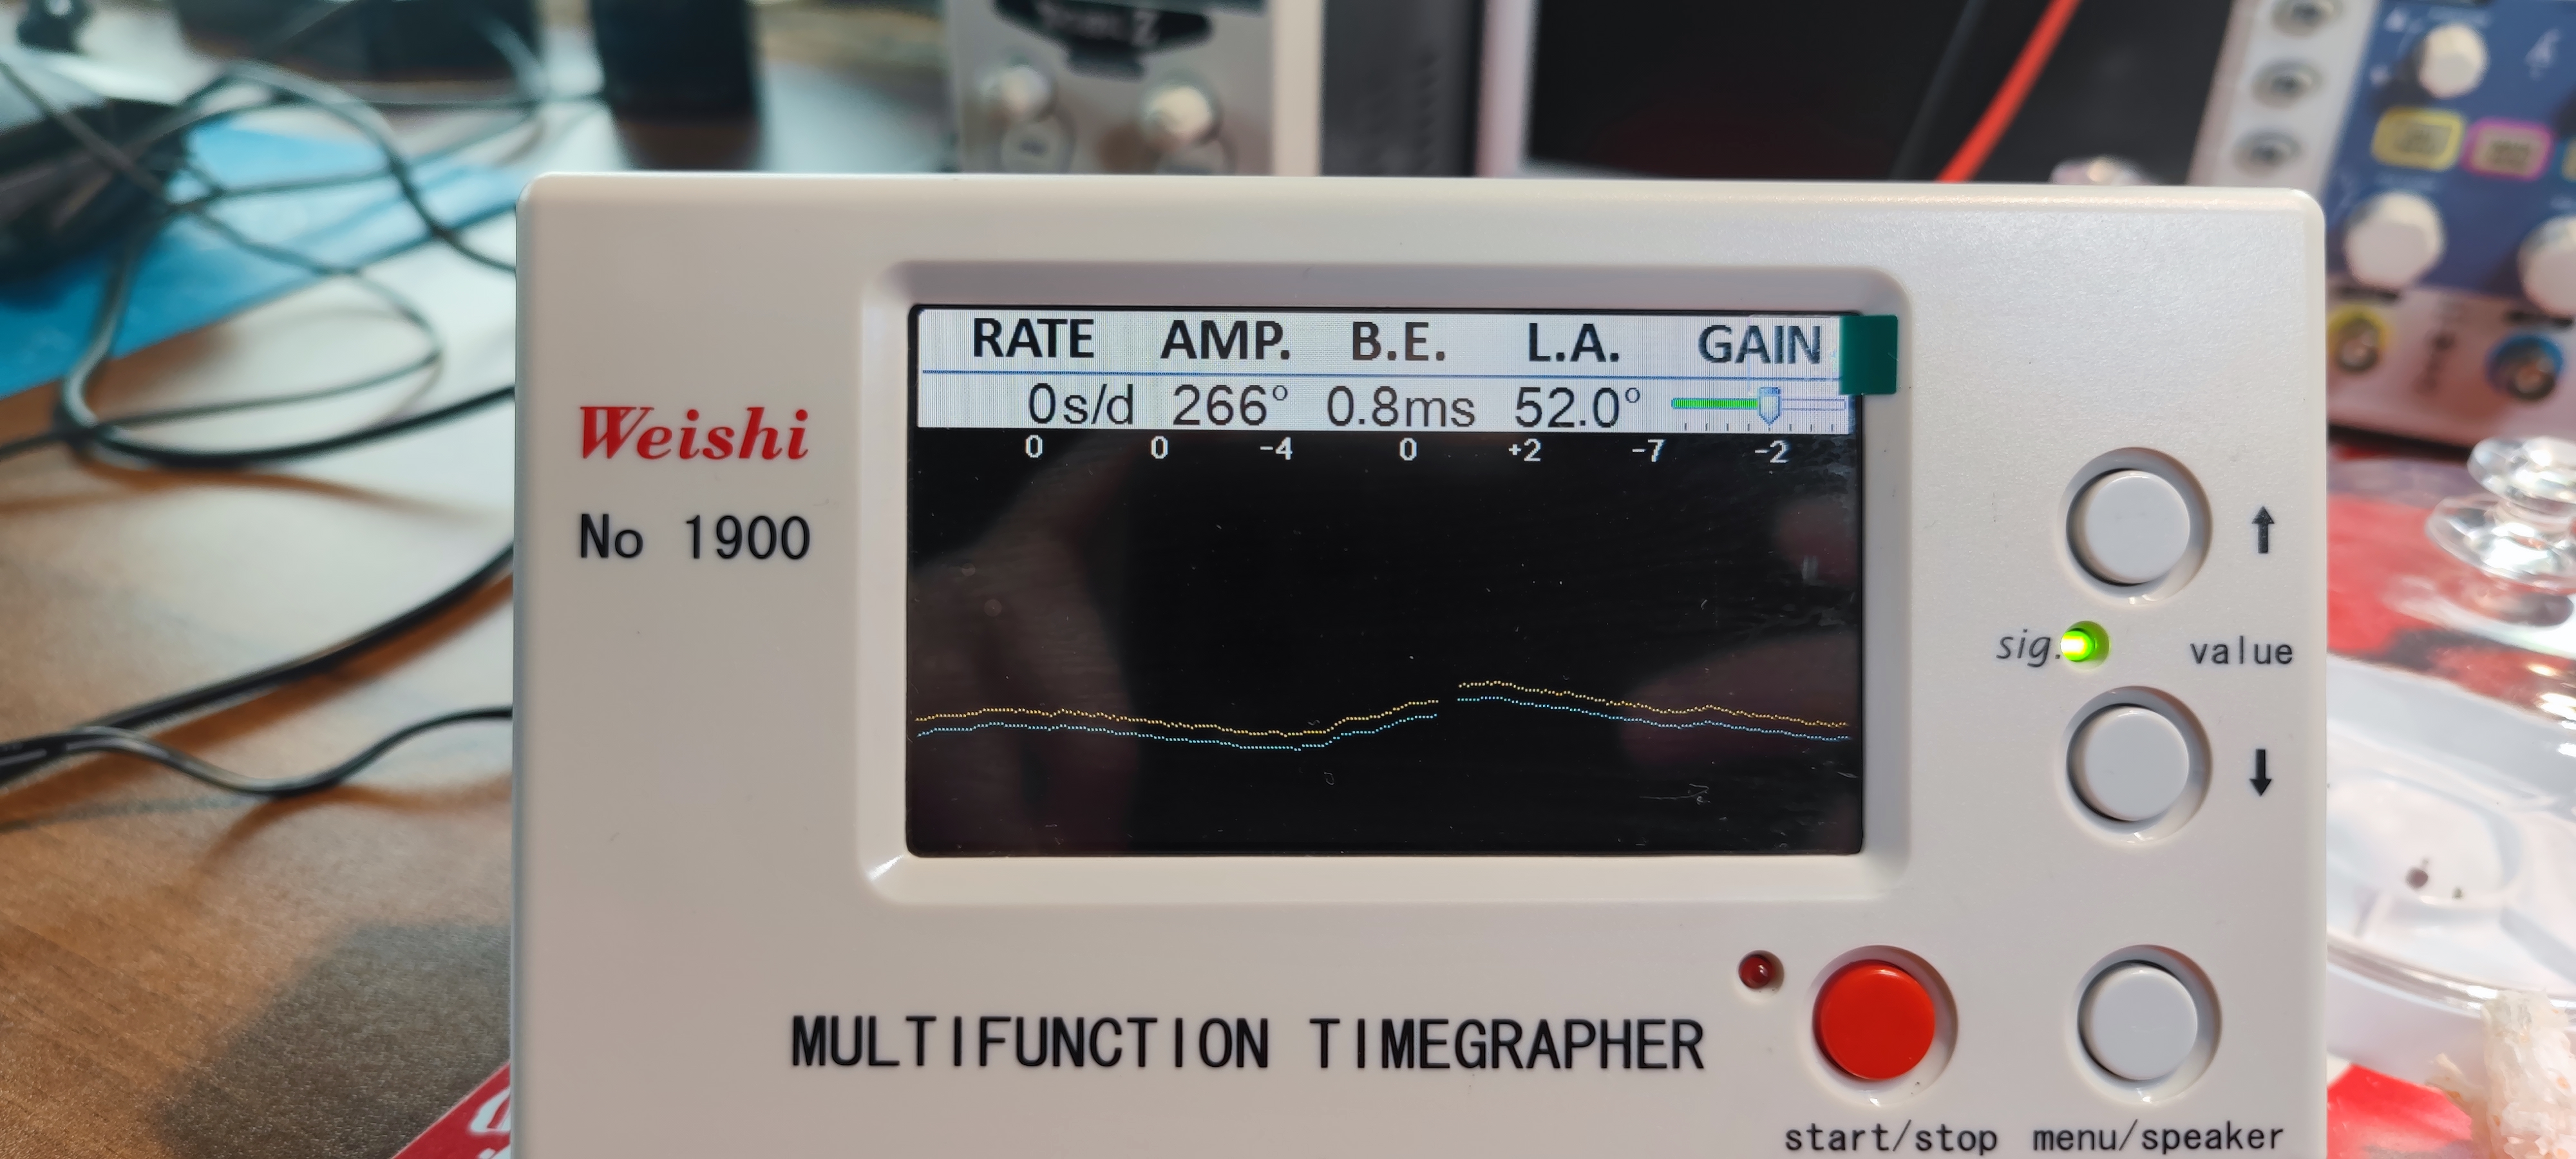 RATE AMP. B.E. L.A. GAIN
0s/d 266° 0.8ms 52.0°
0 0 -4 0 +2 -7 -2
Weishi
No 1900
↑
sig. value
↓
MULTIFUNCTION TIMEGRAPHER
start/stop menu/speaker